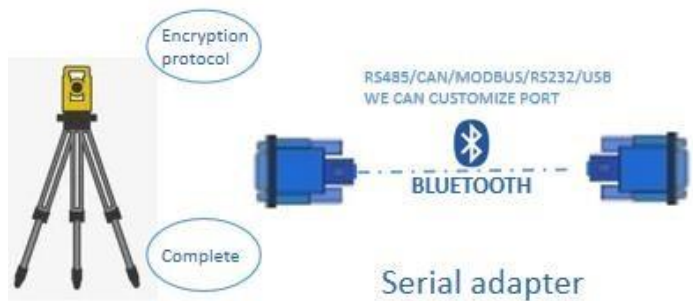 Encryption
protocol
RS485/CAN/MODBUS/RS232/USB
WE CAN CUSTOMIZE PORT
BLUETOOTH
Complete
Serial adapter